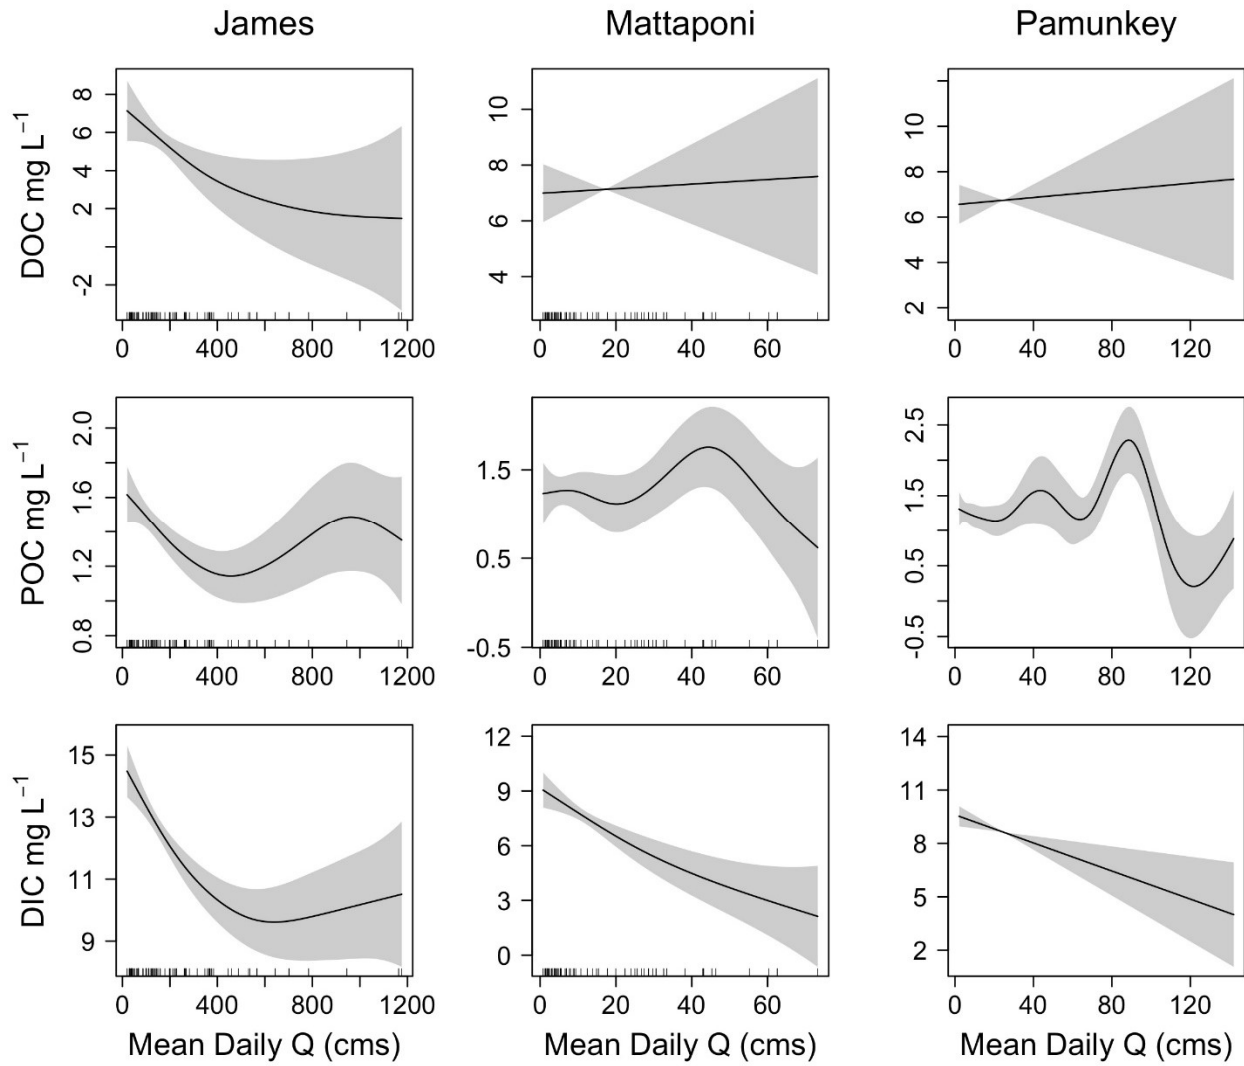 James Mattaponi Pamunkey
DOC mg L⁻¹
8
6
4
2
-2
0 400 800 1200
10
8
6
4
0 20 40 60
10
8
6
4
2
0 40 80 120
POC mg L⁻¹
2.0
1.6
1.2
0.8
0 400 800 1200
1.5
0.5
-0.5
0 20 40 60
2.5
1.5
0.5
-0.5
0 40 80 120
DIC mg L⁻¹
15
13
11
9
0 400 800 1200
12
9
6
3
0
0 20 40 60
14
11
8
5
2
0 40 80 120
Mean Daily Q (cms) Mean Daily Q (cms) Mean Daily Q (cms)